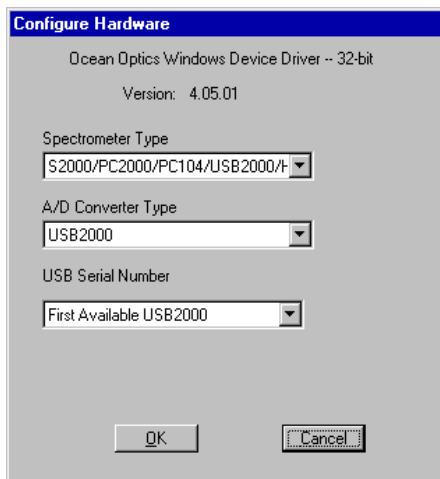 Configure Hardware
Ocean Optics Windows Device Driver -- 32-bit
Version: 4.05.01
Spectrometer Type
S2000/PC2000/PC104/USB2000/H
A/D Converter Type
USB2000
USB Serial Number
First Available USB2000
OK Cancel